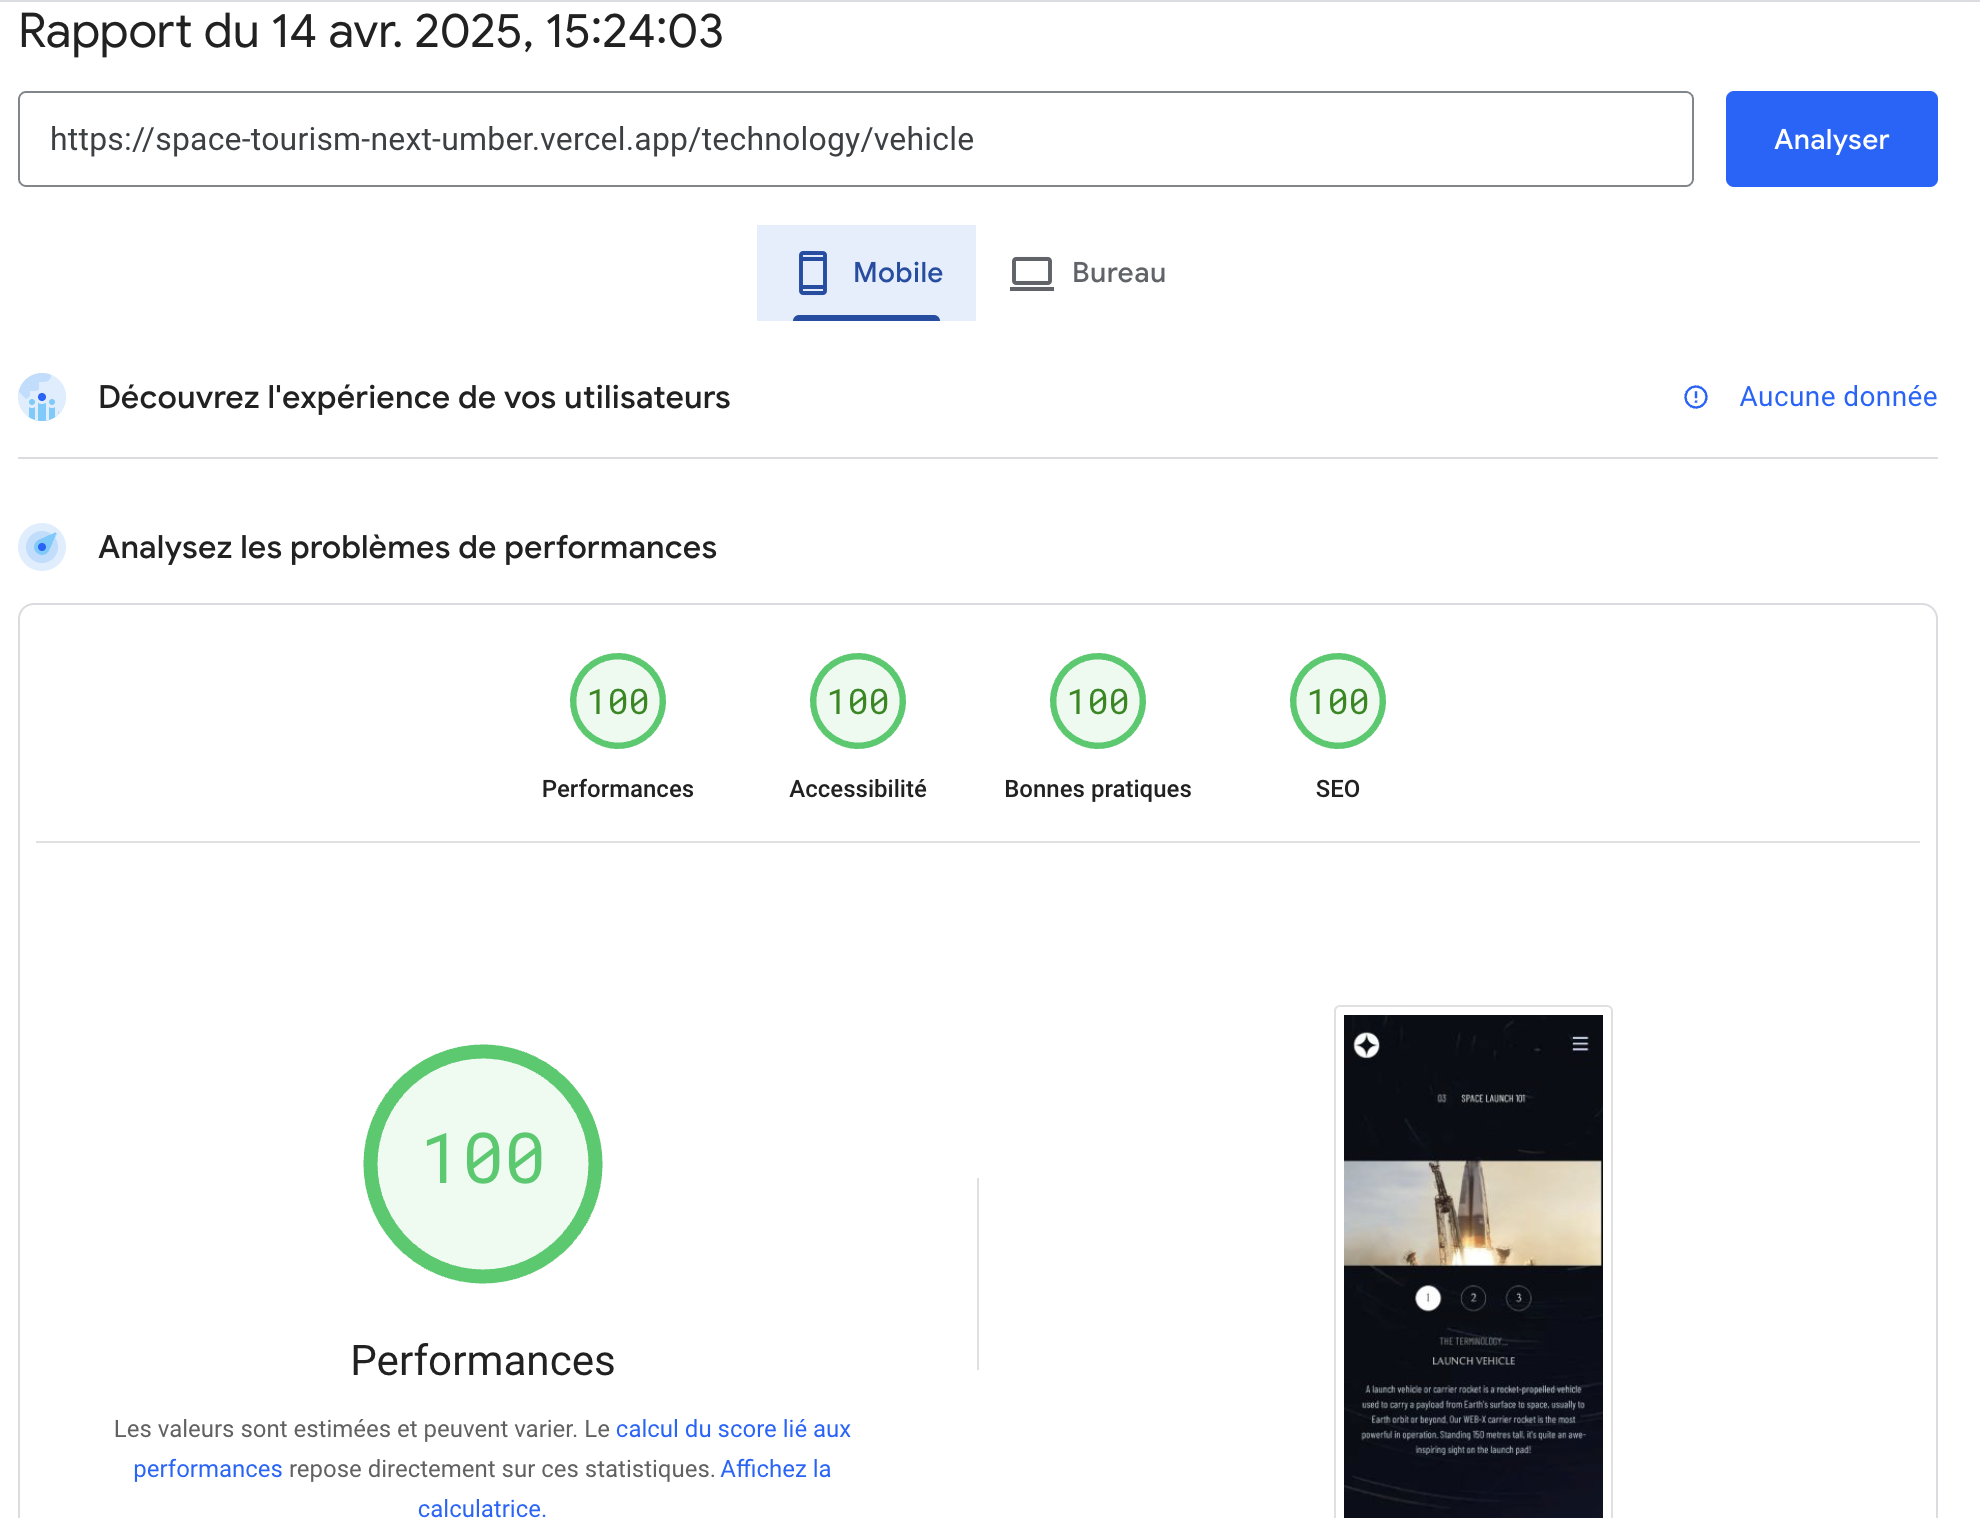 Rapport du 14 avr. 2025, 15:24:03
https://space-tourism-next-umber.vercel.app/technology/vehicle
Analyser
Mobile
Bureau
Découvrez l'expérience de vos utilisateurs
Aucune donnée
Analysez les problèmes de performances
100
100
100
100
Performances
Accessibilité
Bonnes pratiques
SEO
100
Performances
Les valeurs sont estimées et peuvent varier. Le calcul du score lié aux
performances repose directement sur ces statistiques. Affichez la
calculatrice.
03 SPACE LAUNCH 101
1
2
3
THE TERMINOLOGY...
LAUNCH VEHICLE
A launch vehicle or carrier rocket is a rocket-propelled vehicle
used to carry a payload from Earth's surface to space, usually to
Earth orbit or beyond. Our WEB-X carrier rocket is the most
powerful in operation. Standing 150 metres tall, it's quite an awe-
inspiring sight on the launch pad!